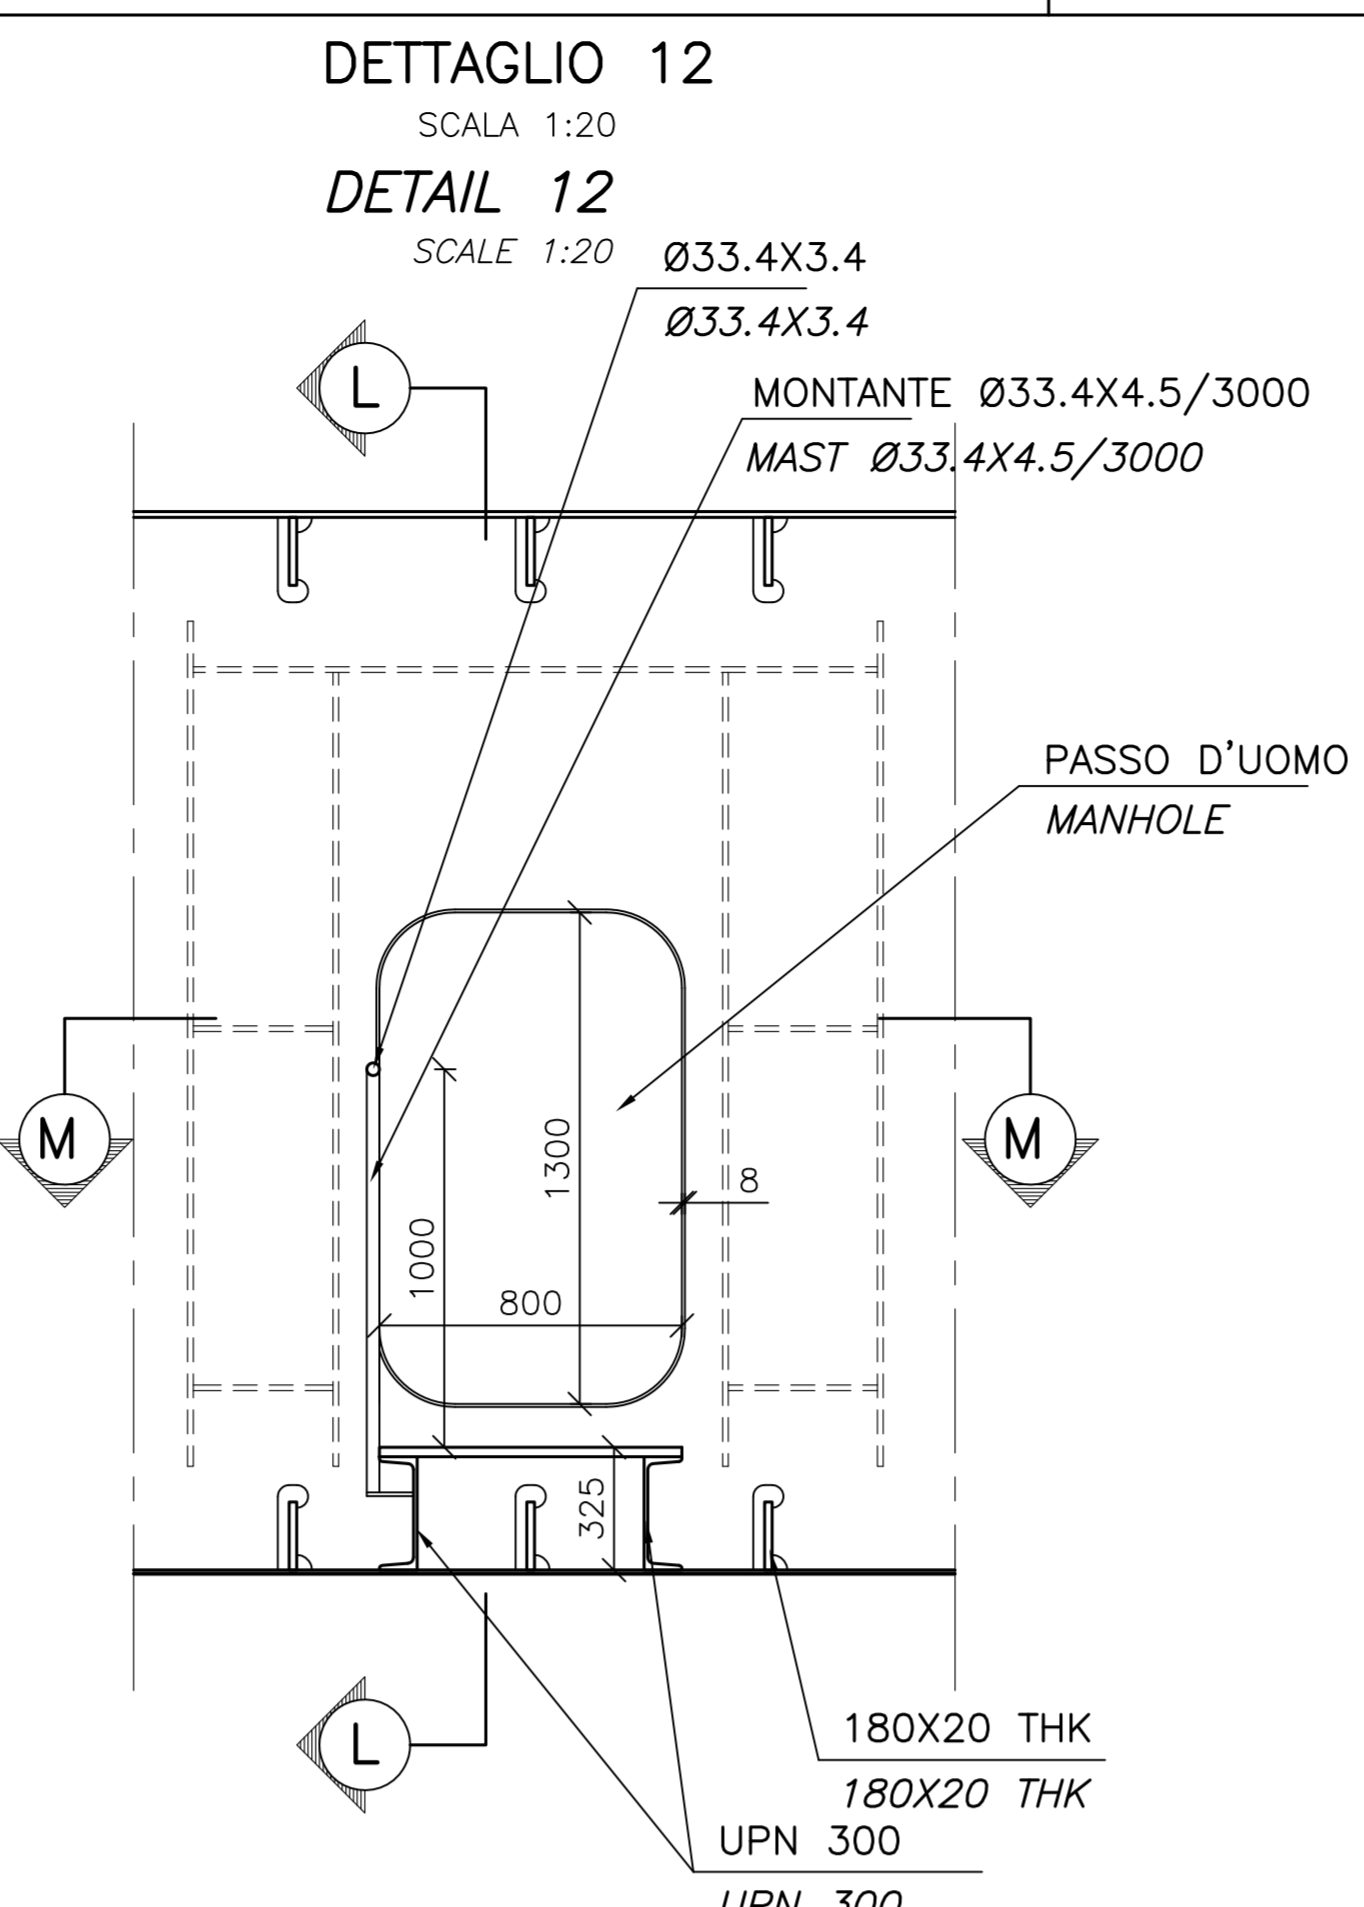 DETTAGLIO 12
SCALA 1:20
DETAIL 12
SCALE 1:20
Ø33.4X3.4
Ø33.4X3.4
L
MONTANTE Ø33.4X4.5/3000
MAST Ø33.4X4.5/3000
PASSO D'UOMO
MANHOLE
M
M
1300
8
1000
800
325
L
180X20 THK
180X20 THK
UPN 300
UPN 300